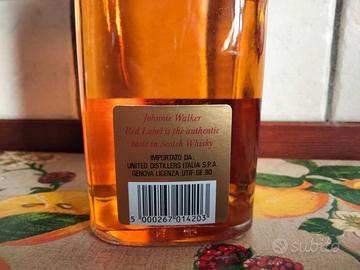 Johnnie Walker
Red Label is the authentic
taste in Scotch Whisky
IMPORTATO DA:
UNITED DISTILLERS ITALIA S.P.A.
GENOVA LICENZA UTIF.GE.80
5 000267 014203
subito